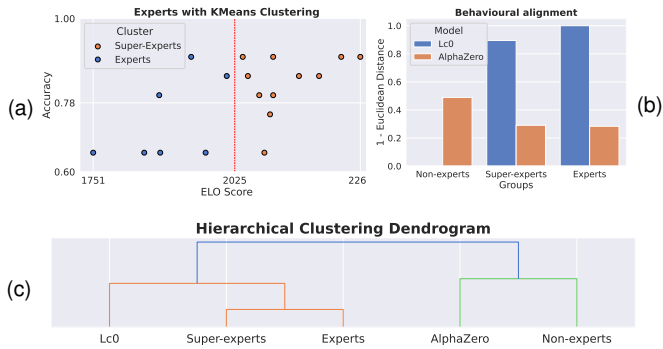 Experts with KMeans Clustering
1.00
0.78
0.60
Accuracy
Cluster
Super-Experts
Experts
1751
2025
226
ELO Score
(a)
Behavioural alignment
1.0
0.8
0.6
0.4
0.2
0.0
1 - Euclidean Distance
Model
Lc0
AlphaZero
Non-experts
Super-experts
Experts
Groups
(b)
Hierarchical Clustering Dendrogram
(c)
Lc0
Super-experts
Experts
AlphaZero
Non-experts